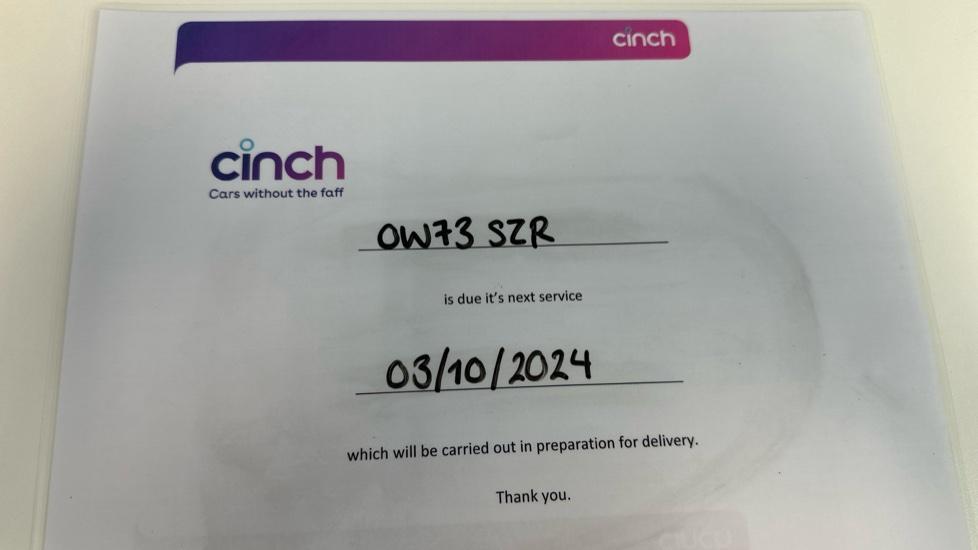 cinch
cinch
Cars without the faff
OW73 SZR
is due it's next service
03/10/2024
which will be carried out in preparation for delivery.
Thank you.